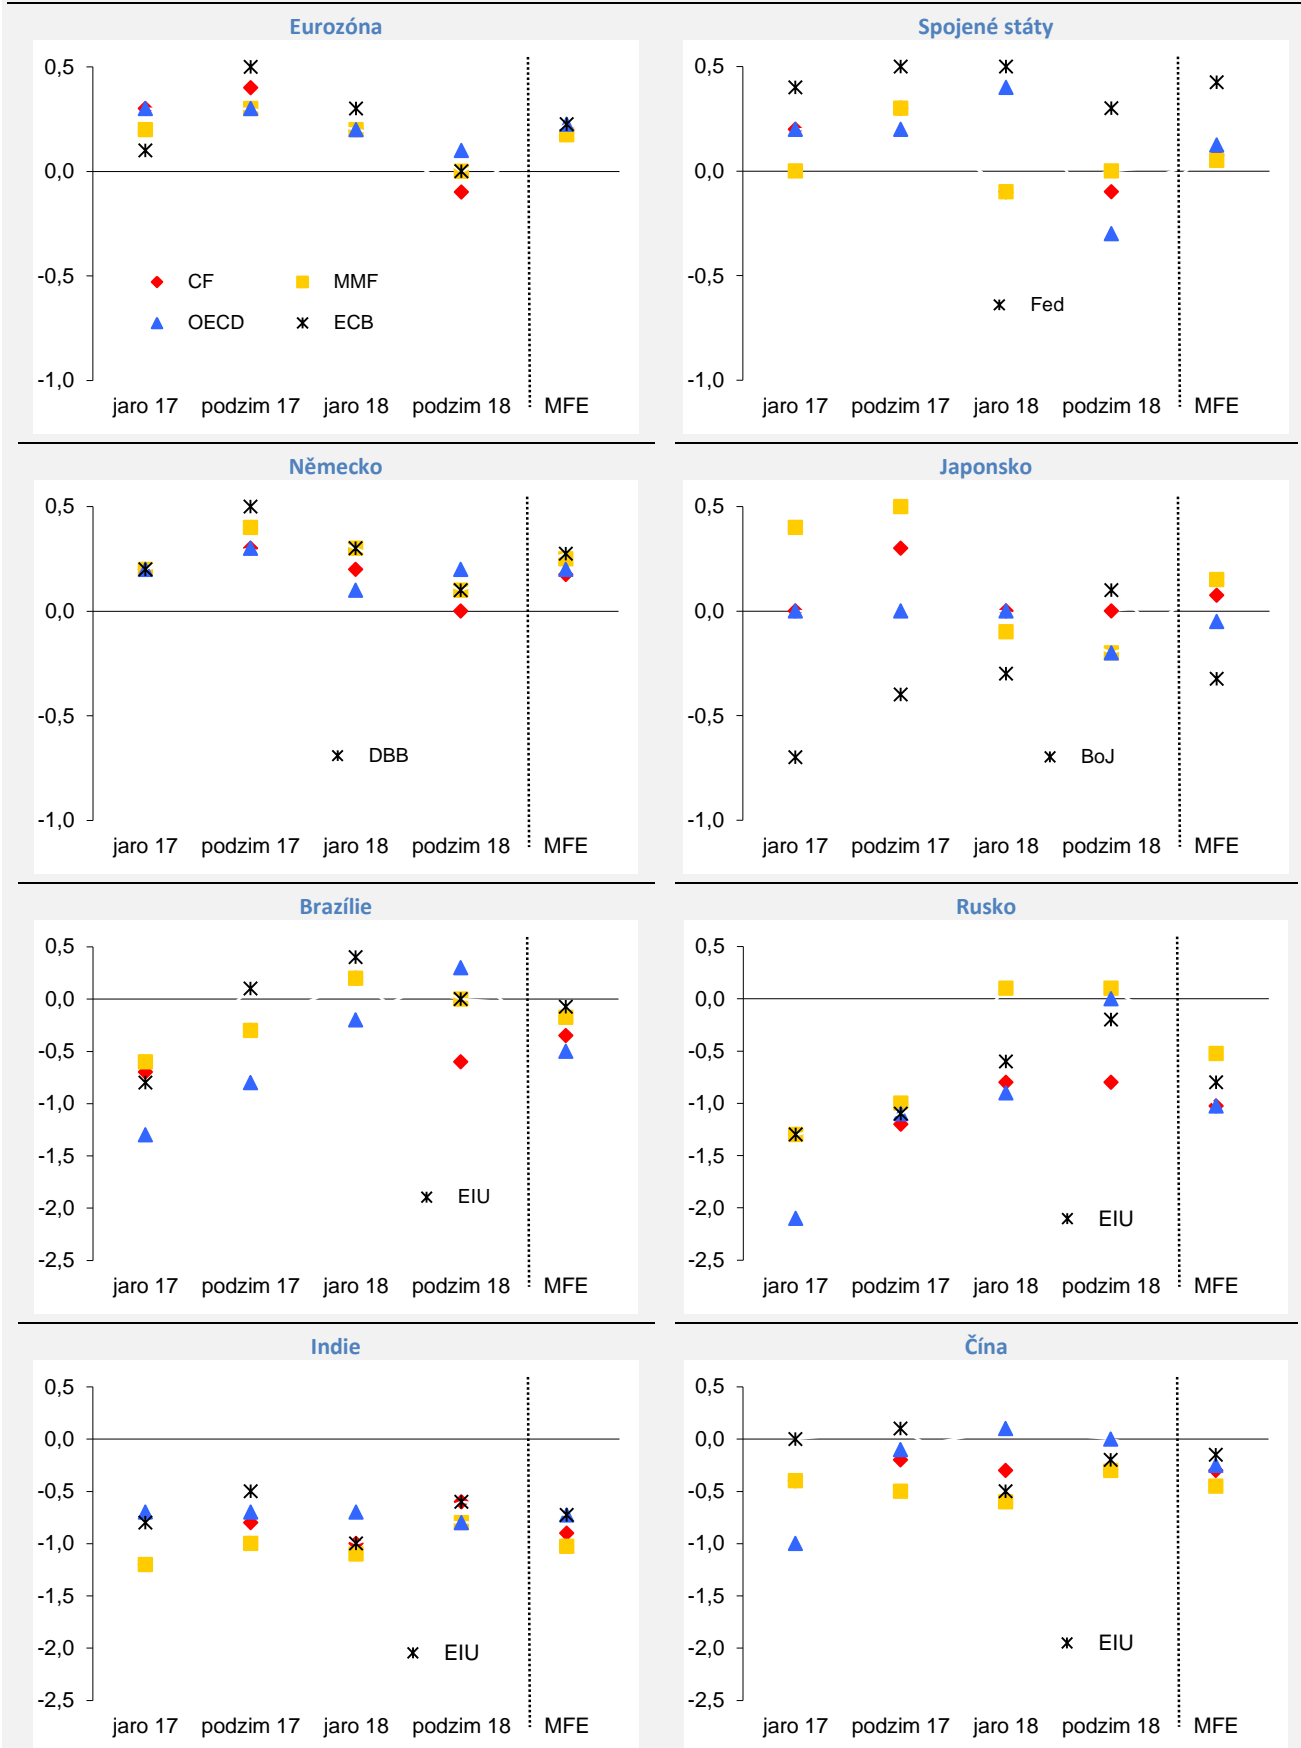 Eurozóna
0,5
0,0
-0,5
CF
MMF
OECD
ECB
-1,0
jaro 17 podzim 17 jaro 18 podzim 18 MFE
Spojené státy
0,5
0,0
-0,5
Fed
-1,0
jaro 17 podzim 17 jaro 18 podzim 18 MFE
Německo
0,5
0,0
-0,5
DBB
-1,0
jaro 17 podzim 17 jaro 18 podzim 18 MFE
Japonsko
0,5
0,0
-0,5
BoJ
-1,0
jaro 17 podzim 17 jaro 18 podzim 18 MFE
Brazílie
0,5
0,0
-0,5
-1,0
-1,5
EIU
-2,0
-2,5
jaro 17 podzim 17 jaro 18 podzim 18 MFE
Rusko
0,5
0,0
-0,5
-1,0
-1,5
-2,0
EIU
-2,5
jaro 17 podzim 17 jaro 18 podzim 18 MFE
Indie
0,5
0,0
-0,5
-1,0
-1,5
-2,0
EIU
-2,5
jaro 17 podzim 17 jaro 18 podzim 18 MFE
Čína
0,5
0,0
-0,5
-1,0
-1,5
EIU
-2,0
-2,5
jaro 17 podzim 17 jaro 18 podzim 18 MFE